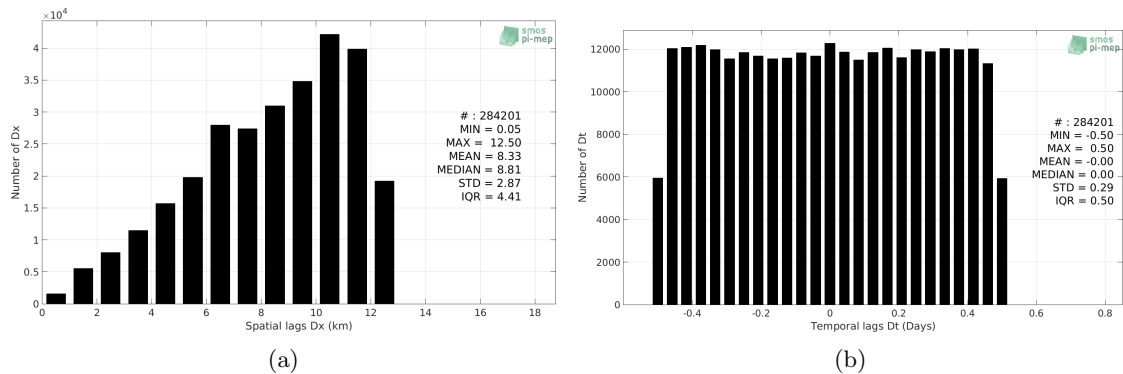 ×10⁴
4
3.5
3
2.5
2
1.5
1
0.5
0
Number of Dx
0 2 4 6 8 10 12 14 16 18
Spatial lags Dx (km)
smos
pi-mep
# : 284201
MIN = 0.05
MAX = 12.50
MEAN = 8.33
MEDIAN = 8.81
STD = 2.87
IQR = 4.41
(a)
12000
10000
8000
6000
4000
2000
0
Number of Dt
-0.4 -0.2 0 0.2 0.4 0.6 0.8
Temporal lags Dt (Days)
smos
pi-mep
# : 284201
MIN = -0.50
MAX = 0.50
MEAN = -0.00
MEDIAN = 0.00
STD = 0.29
IQR = 0.50
(b)